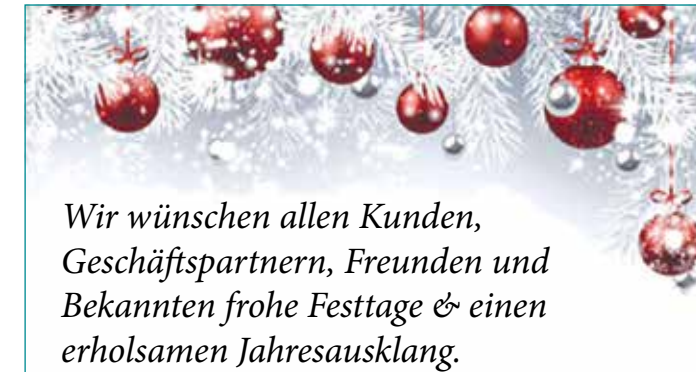 Wir wünschen allen Kunden,
Geschäftspartnern, Freunden und
Bekannten frohe Festtage & einen
erholsamen Jahresausklang.